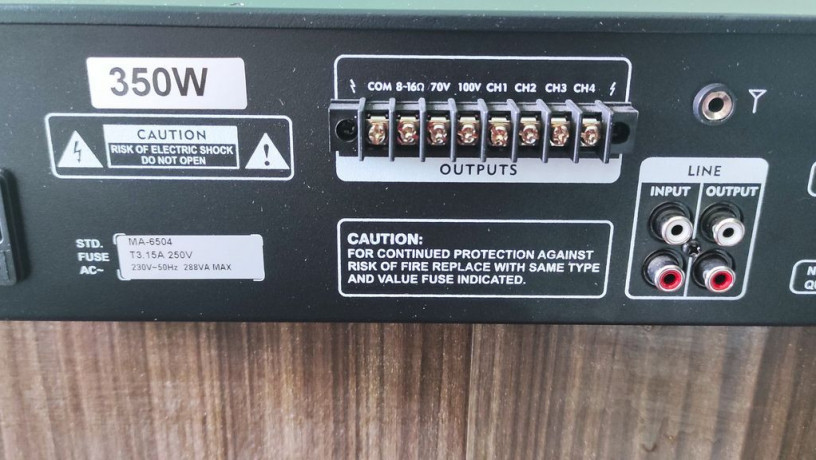 350W
CAUTION
RISK OF ELECTRIC SHOCK
DO NOT OPEN
STD.
FUSE
AC~
MA-6504
T3.15A 250V
230V~50Hz 288VA MAX
COM 8-16Ω 70V 100V CH1 CH2 CH3 CH4
OUTPUTS
CAUTION:
FOR CONTINUED PROTECTION AGAINST
RISK OF FIRE REPLACE WITH SAME TYPE
AND VALUE FUSE INDICATED.
LINE
INPUT OUTPUT